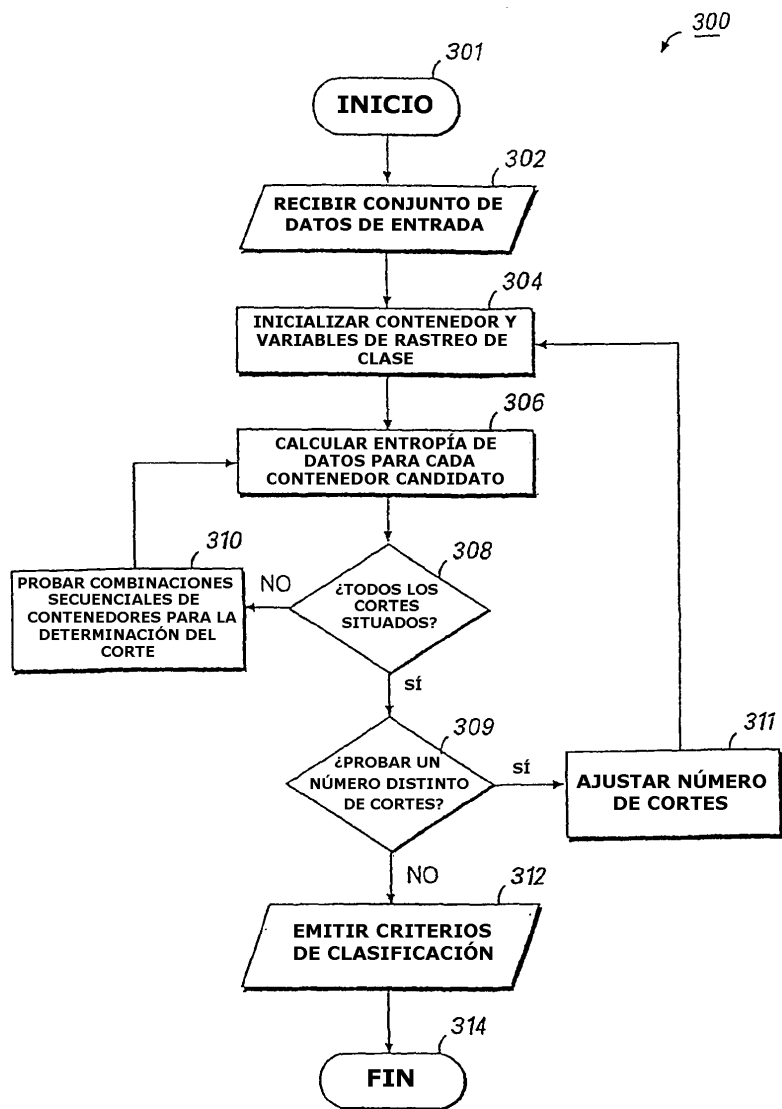 300
301
INICIO
302
RECIBIR CONJUNTO DE
DATOS DE ENTRADA
304
INICIALIZAR CONTENEDOR Y
VARIABLES DE RASTREO DE
CLASE
306
CALCULAR ENTROPÍA DE
DATOS PARA CADA
CONTENEDOR CANDIDATO
308
¿TODOS LOS
CORTES
SITUADOS?
NO
310
PROBAR COMBINACIONES
SECUENCIALES DE
CONTENEDORES PARA LA
DETERMINACIÓN DEL
CORTE
SÍ
309
¿PROBAR UN
NÚMERO DISTINTO
DE CORTES?
SÍ
311
AJUSTAR NÚMERO
DE CORTES
NO
312
EMITIR CRITERIOS
DE CLASIFICACIÓN
314
FIN